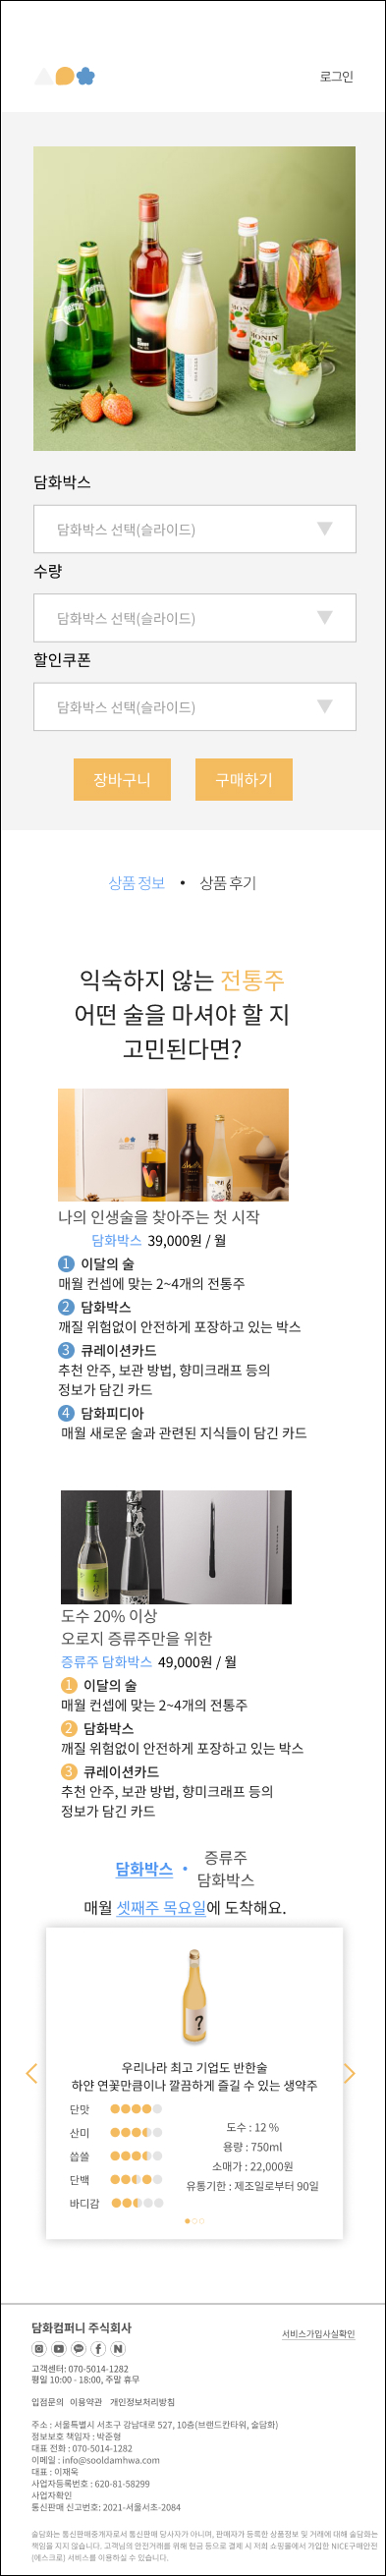 로그인
담화박스
담화박스 선택(슬라이드)
수량
담화박스 선택(슬라이드)
할인쿠폰
담화박스 선택(슬라이드)
장바구니
구매하기
상품 정보 • 상품 후기
익숙하지 않는 전통주
어떤 술을 마셔야 할 지
고민된다면?
나의 인생술을 찾아주는 첫 시작
담화박스 39,000원 / 월
1 이달의 술
매월 컨셉에 맞는 2~4개의 전통주
2 담화박스
깨질 위험없이 안전하게 포장하고 있는 박스
3 큐레이션카드
추천 안주, 보관 방법, 향미크래프 등의
정보가 담긴 카드
4 담화피디아
매월 새로운 술과 관련된 지식들이 담긴 카드
도수 20% 이상
오로지 증류주만을 위한
증류주 담화박스 49,000원 / 월
1 이달의 술
매월 컨셉에 맞는 2~4개의 전통주
2 담화박스
깨질 위험없이 안전하게 포장하고 있는 박스
3 큐레이션카드
추천 안주, 보관 방법, 향미크래프 등의
정보가 담긴 카드
담화박스 • 증류주
담화박스
매월 셋째주 목요일에 도착해요.
?
우리나라 최고 기업도 반한술
하얀 연꽃만큼이나 깔끔하게 즐길 수 있는 생약주
단맛
산미
씁쓸
단백
바디감
도수 : 12 %
용량 : 750ml
소매가 : 22,000원
유통기한 : 제조일로부터 90일
담화컴퍼니 주식회사
서비스가입사실확인
고객센터: 070-5014-1282
평일 10:00 - 18:00, 주말 휴무
입점문의 이용약관 개인정보처리방침
주소 : 서울특별시 서초구 강남대로 527, 10층(브랜드칸타워, 술담화)
정보보호 책임자 : 박준형
대표 전화 : 070-5014-1282
이메일 : info@sooldamhwa.com
대표 : 이재욱
사업자등록번호 : 620-81-58299
사업자확인
통신판매 신고번호: 2021-서울서초-2084
술담화는 통신판매중개자로서 통신판매 당사자가 아니며, 판매자가 등록한 상품정보 및 거래에 대해 술담화는
책임을 지지 않습니다. 고객님의 안전거래를 위해 현금 등으로 결제 시 저희 쇼핑몰에서 가입한 NICE구매안전
(에스크로) 서비스를 이용하실 수 있습니다.